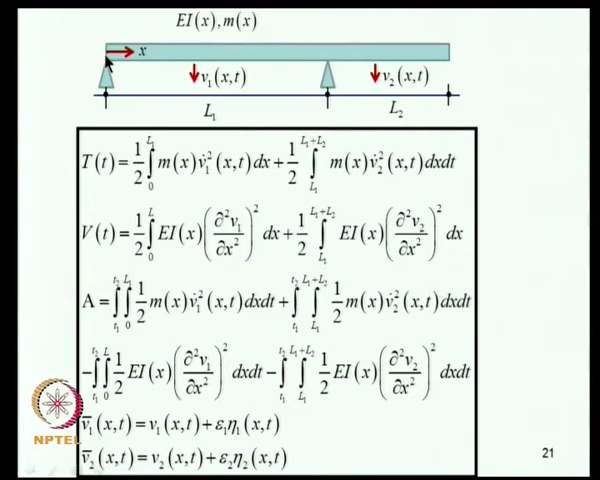 EI(x), m(x)
x
v₁(x,t) v₂(x,t)
L₁ L₂
T(t) = 1/2 ∫₀^{L₁} m(x) v̇₁²(x,t) dx + 1/2 ∫_{L₁}^{L₁+L₂} m(x) v̇₂²(x,t) dxdt
V(t) = 1/2 ∫₀^{L} EI(x) (∂²v₁/∂x²)² dx + 1/2 ∫_{L₁}^{L₁+L₂} EI(x) (∂²v₂/∂x²)² dx
A = ∫_{t₁}^{t₂} ∫₀^{L₁} 1/2 m(x) v̇₁²(x,t) dxdt + ∫_{t₁}^{t₂} ∫_{L₁}^{L₁+L₂} 1/2 m(x) v̇₂²(x,t) dxdt
− ∫_{t₁}^{t₂} ∫₀^{L} 1/2 EI(x) (∂²v₁/∂x²)² dxdt − ∫_{t₁}^{t₂} ∫_{L₁}^{L₁+L₂} 1/2 EI(x) (∂²v₂/∂x²)² dxdt
v̄₁(x,t) = v₁(x,t) + ε₁η₁(x,t)
v̄₂(x,t) = v₂(x,t) + ε₂η₂(x,t)
NPTEL
21